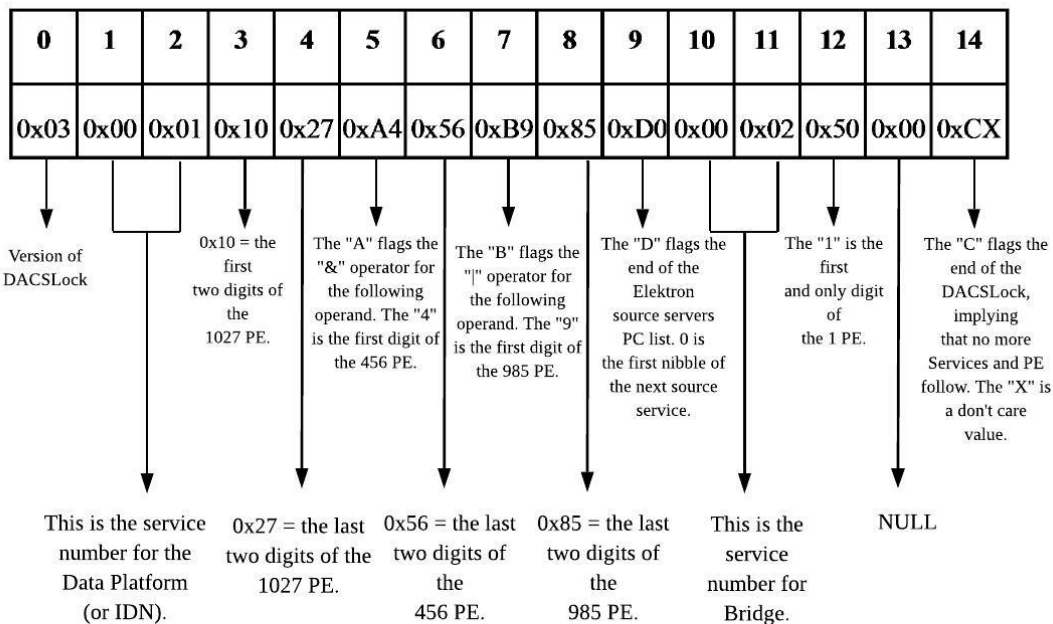 0 1 2 3 4 5 6 7 8 9 10 11 12 13 14
0x03 0x00 0x01 0x10 0x27 0xA4 0x56 0xB9 0x85 0xD0 0x00 0x02 0x50 0x00 0xCX
Version of
DACSLock
0x10 = the
first
two digits of
the
1027 PE.
The "A" flags the
"&" operator for
the following
operand. The "4"
is the first digit of
the 456 PE.
The "B" flags the
"|" operator for
the following
operand. The "9"
is the first digit of
the 985 PE.
The "D" flags the
end of the
Elektron
source servers
PC list. 0 is
the first nibble of
the next source
service.
The "1" is the
first
and only digit
of
the 1 PE.
The "C" flags the
end of the
DACSLock,
implying
that no more
Services and PE
follow. The "X" is
a don't care
value.
This is the service
number for the
Data Platform
(or IDN).
0x27 = the last
two digits of the
1027 PE.
0x56 = the last
two digits of
the
456 PE.
0x85 = the last
two digits of
the
985 PE.
This is the
service
number for
Bridge.
NULL